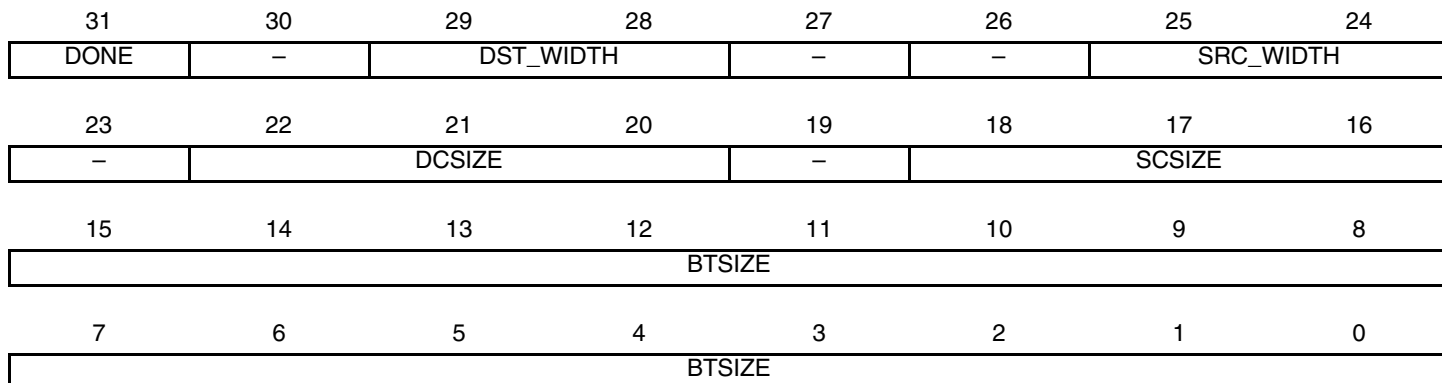 31 30 29 28 27 26 25 24
DONE – DST_WIDTH – – SRC_WIDTH
23 22 21 20 19 18 17 16
– DCSIZE – SCSIZE
15 14 13 12 11 10 9 8
BTSIZE
7 6 5 4 3 2 1 0
BTSIZE